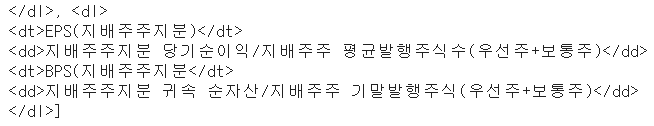 </dl>, <dl>
<dt>EPS(지배주주지분)</dt>
<dd>지배주주지분 당기순이익/지배주주 평균발행주식수(우선주+보통주)</dd>
<dt>BPS(지배주주지분</dt>
<dd>지배주주지분 귀속 순자산/지배주주 기말발행주식(우선주+보통주)</dd>
</dl>]